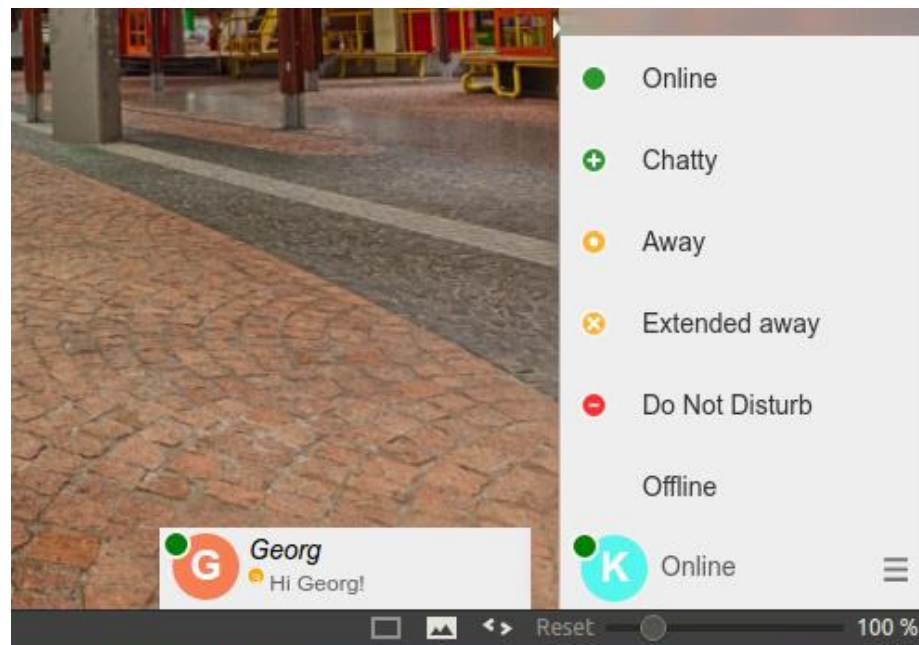 Online
Chatty
Away
Extended away
Do Not Disturb
Offline
G
Georg
Hi Georg!
K
Online
Reset
100 %